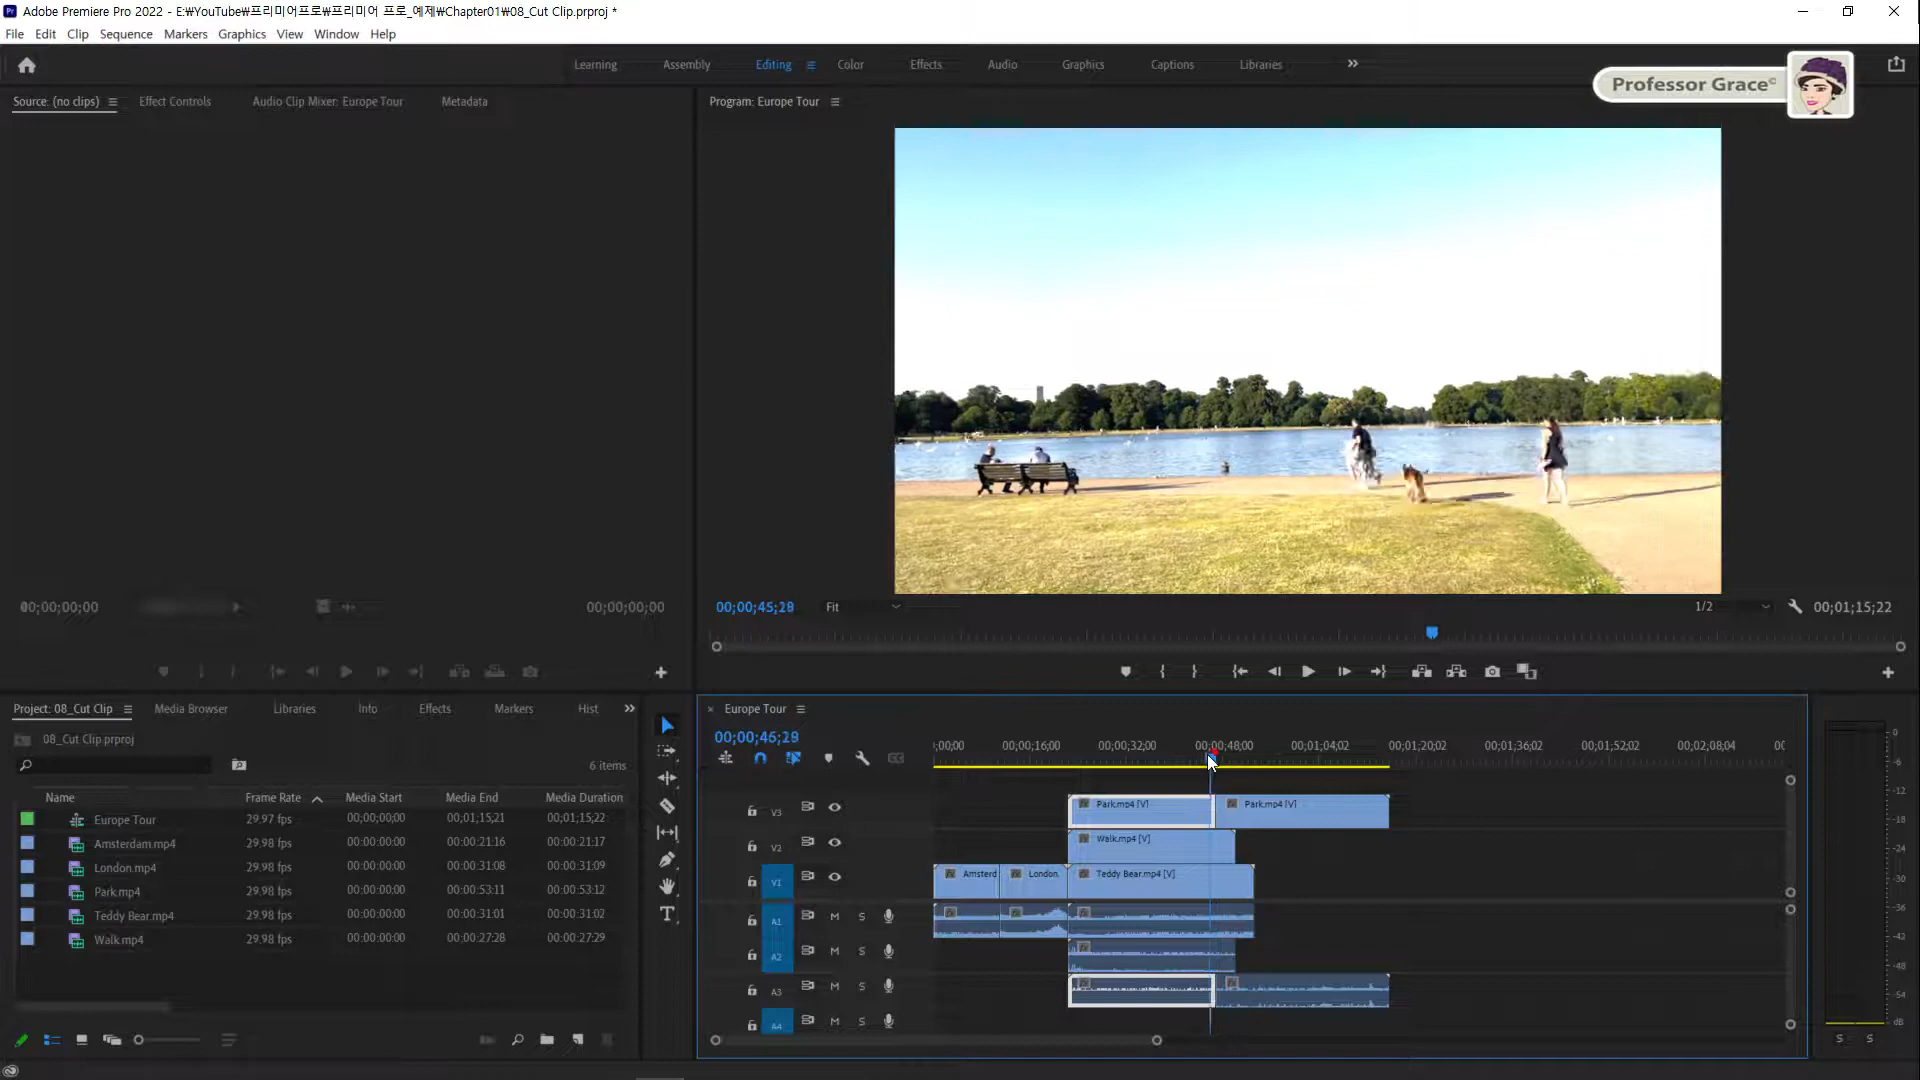 Adobe Premiere Pro 2022 - E:₩YouTube₩프리미어프로₩프리미어 프로_예제₩Chapter01₩08_Cut Clip.prproj *
File Edit Clip Sequence Markers Graphics View Window Help
Learning Assembly Editing Color Effects Audio Graphics Captions Libraries
Professor Grace©
Source: (no clips) Effect Controls Audio Clip Mixer: Europe Tour Metadata
Program: Europe Tour
00;00;00;00 00;00;00;00
00;00;45;28 Fit 1/2 00;01;15;22
Project: 08_Cut Clip Media Browser Libraries Info Effects Markers Hist
08_Cut Clip.prproj
6 items
Name Frame Rate Media Start Media End Media Duration
Europe Tour 29.97 fps 00;00;00;00 00;01;15;21 00;01;15;22
Amsterdam.mp4 29.98 fps 00:00:00:00 00:00:21:16 00:00:21:17
London.mp4 29.98 fps 00:00:00:00 00:00:31:08 00:00:31:09
Park.mp4 29.98 fps 00:00:00:00 00:00:53:11 00:00:53:12
Teddy Bear.mp4 29.98 fps 00:00:00:00 00:00:31:01 00:00:31:02
Walk.mp4 29.98 fps 00:00:00:00 00:00:27:28 00:00:27:29
Europe Tour
;00;00 00;00;16;00 00;00;32;00 00;00;48;00 00;01;04;02 00;01;20;02 00;01;36;02 00;01;52;02 00;02;08;04 00;
V3 Park.mp4 [V] Park.mp4 [V]
V2 Walk.mp4 [V]
V1 Amsterd London. Teddy Bear.mp4 [V]
A1 M S
A2 M S
A3 M S
A4 M S
0
-6
-12
-18
-24
-30
-36
-42
-48
-54
dB
S S